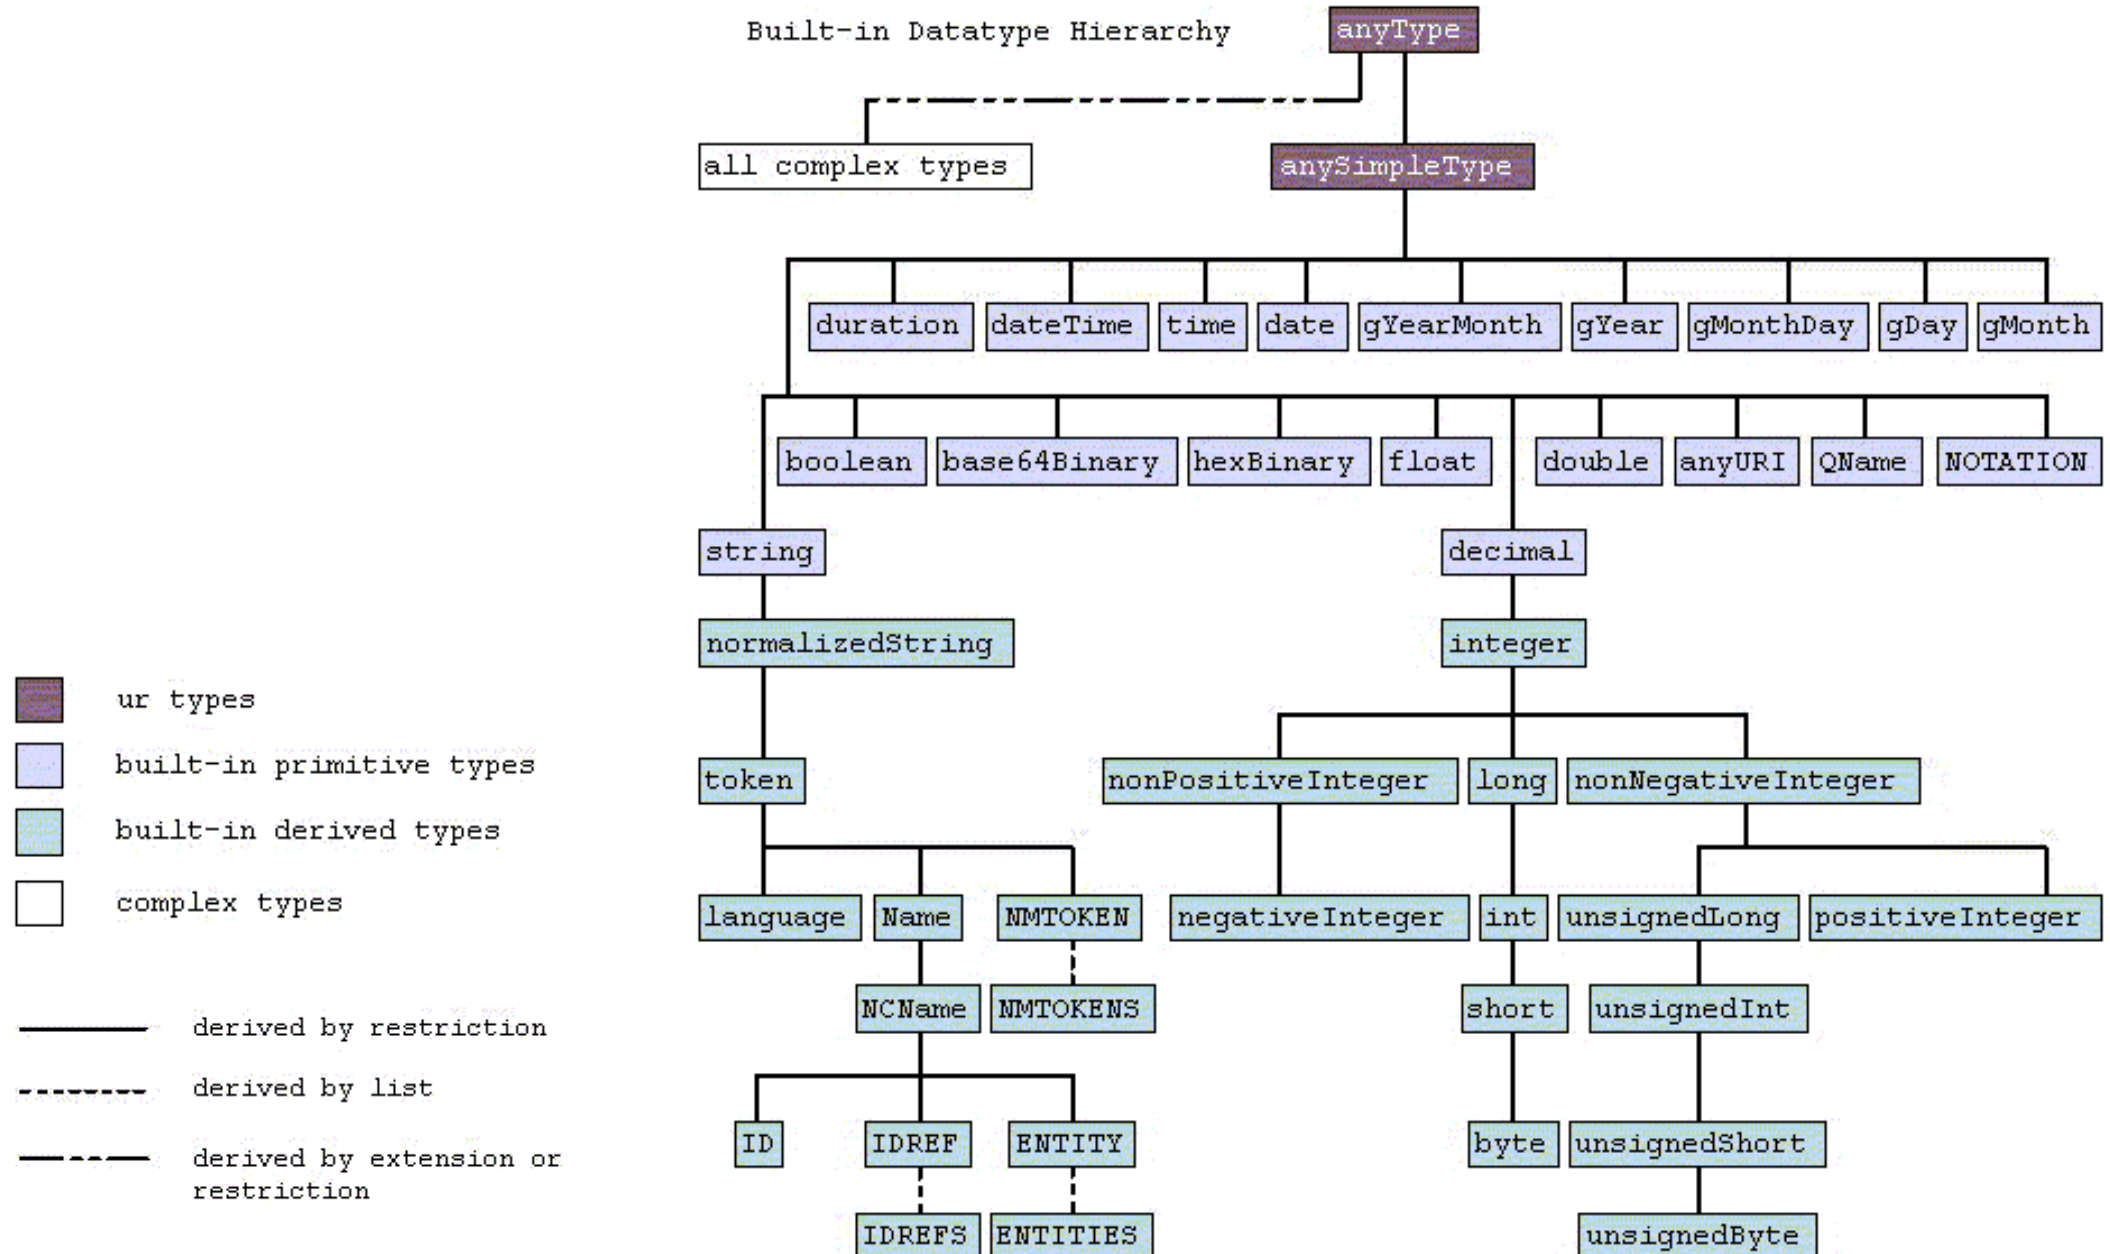 Built-in Datatype Hierarchy
anyType
all complex types
anySimpleType
duration
dateTime
time
date
gYearMonth
gYear
gMonthDay
gDay
gMonth
boolean
base64Binary
hexBinary
float
double
anyURI
QName
NOTATION
string
decimal
normalizedString
integer
ur types
built-in primitive types
built-in derived types
complex types
token
nonPositiveInteger
long
nonNegativeInteger
language
Name
NMTOKEN
negativeInteger
int
unsignedLong
positiveInteger
NCName
NMTOKENS
short
unsignedInt
derived by restriction
derived by list
derived by extension or
restriction
ID
IDREF
ENTITY
byte
unsignedShort
IDREFS
ENTITIES
unsignedByte